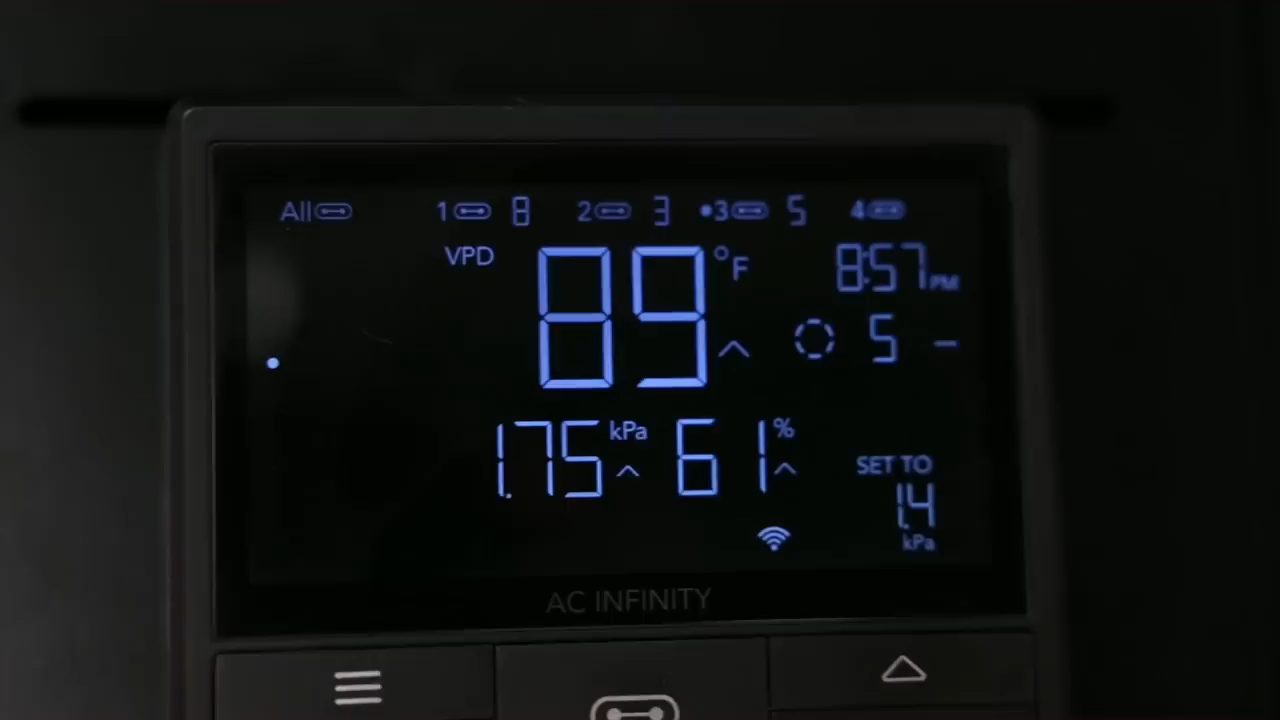 All 1 8 2 3 3 5 4
VPD 89 °F 8:57 PM
5 –
1.75 kPa 61 %
SET TO
1.4
kPa
AC INFINITY